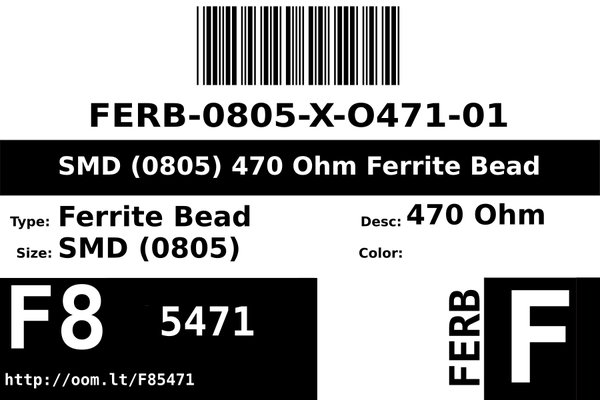 FERB-0805-X-O471-01
SMD (0805) 470 Ohm Ferrite Bead
Type: Ferrite Bead
Desc: 470 Ohm
Size: SMD (0805)
Color:
F8 5471
http://oom.lt/F85471
FERB
F